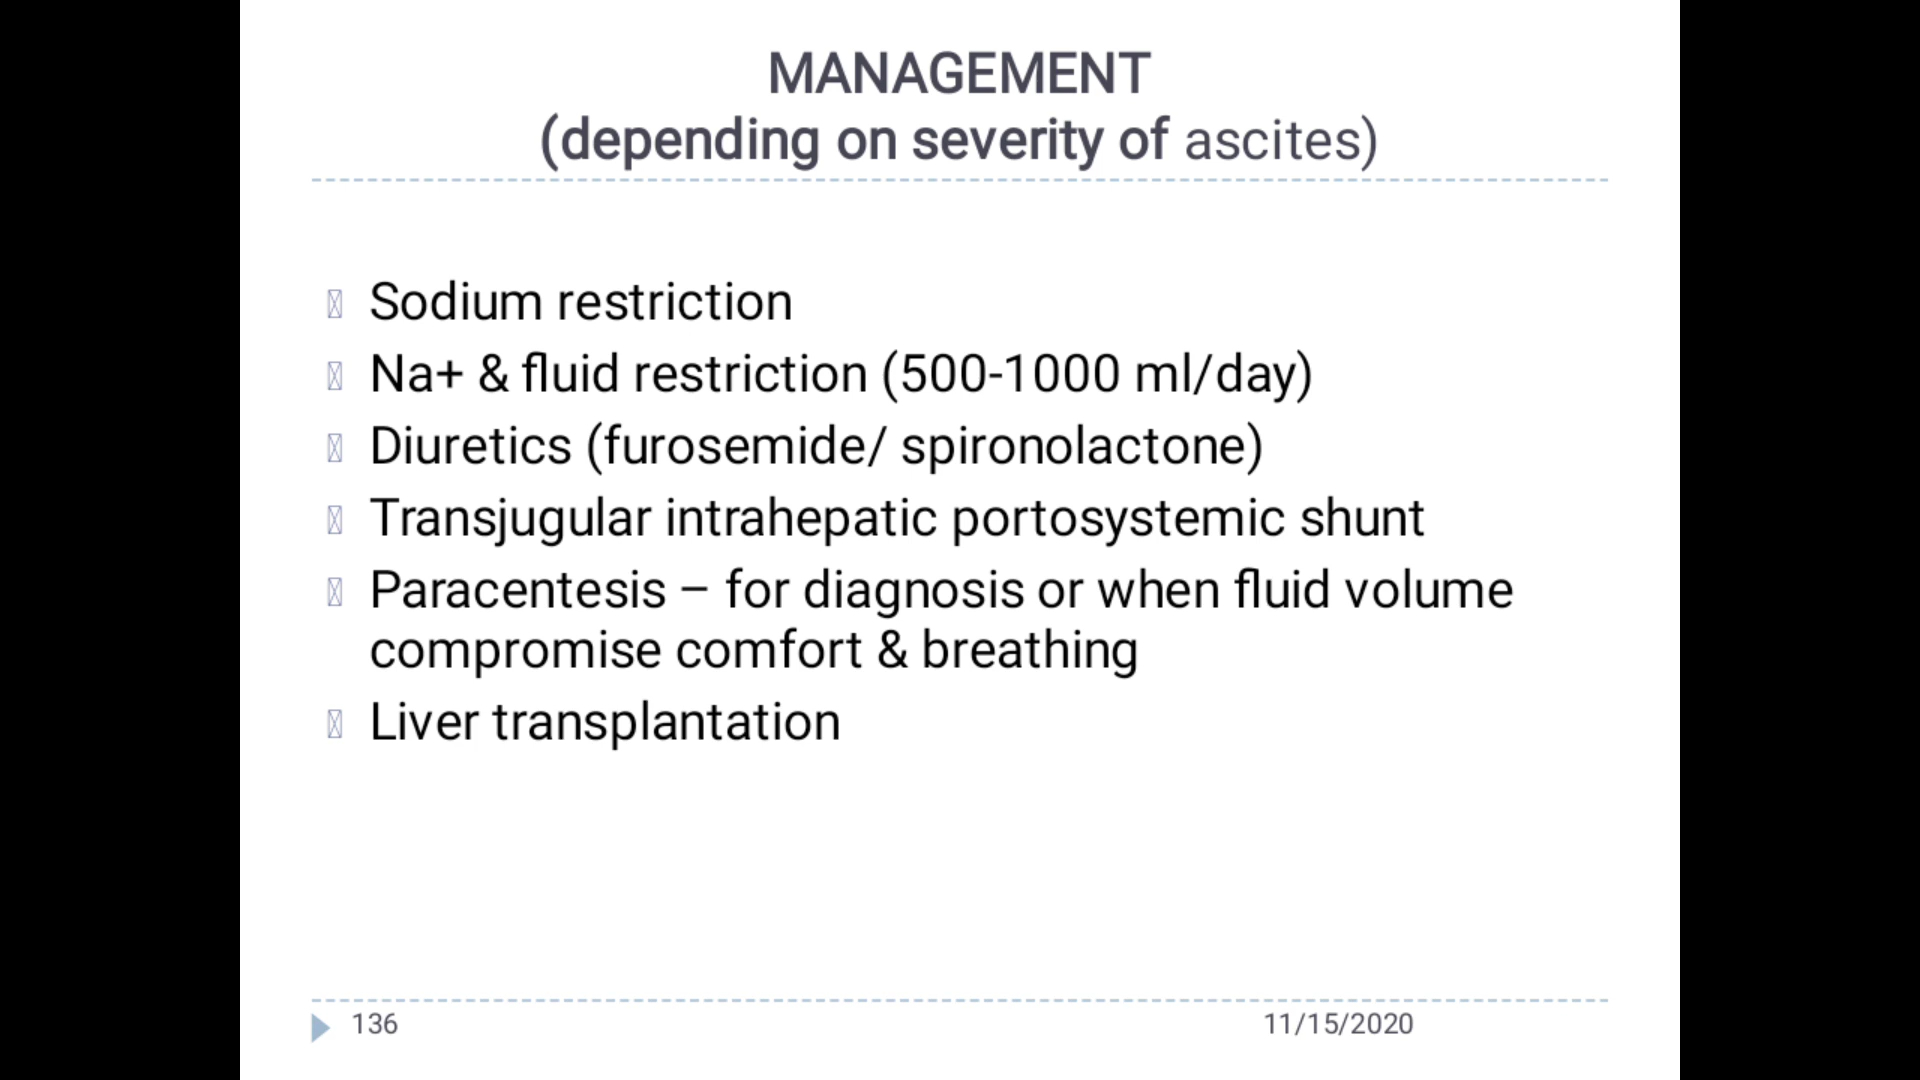 MANAGEMENT
(depending on severity of ascites)
Sodium restriction
Na+ & fluid restriction (500-1000 ml/day)
Diuretics (furosemide/ spironolactone)
Transjugular intrahepatic portosystemic shunt
Paracentesis – for diagnosis or when fluid volume
compromise comfort & breathing
Liver transplantation
136
11/15/2020